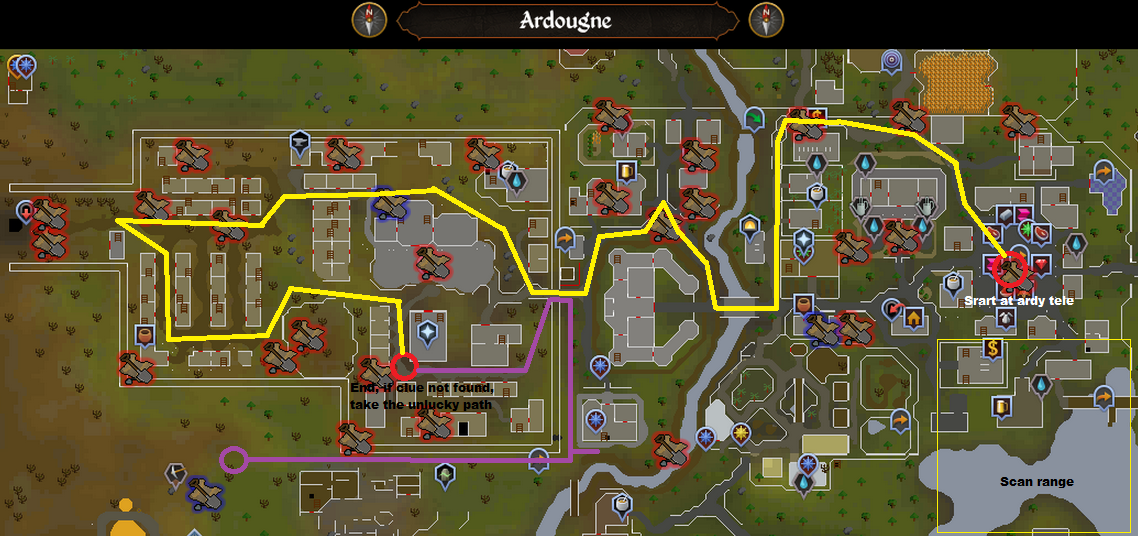 Ardougne
N
N
Srart at ardy tele
End, if clue not found,
take the unlucky path
Scan range